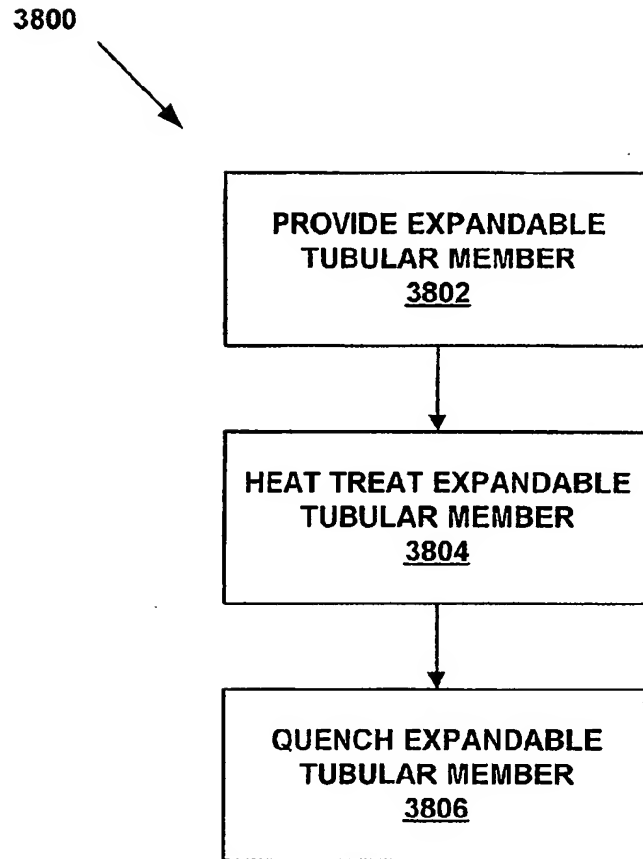 3800
PROVIDE EXPANDABLE
TUBULAR MEMBER
3802
HEAT TREAT EXPANDABLE
TUBULAR MEMBER
3804
QUENCH EXPANDABLE
TUBULAR MEMBER
3806